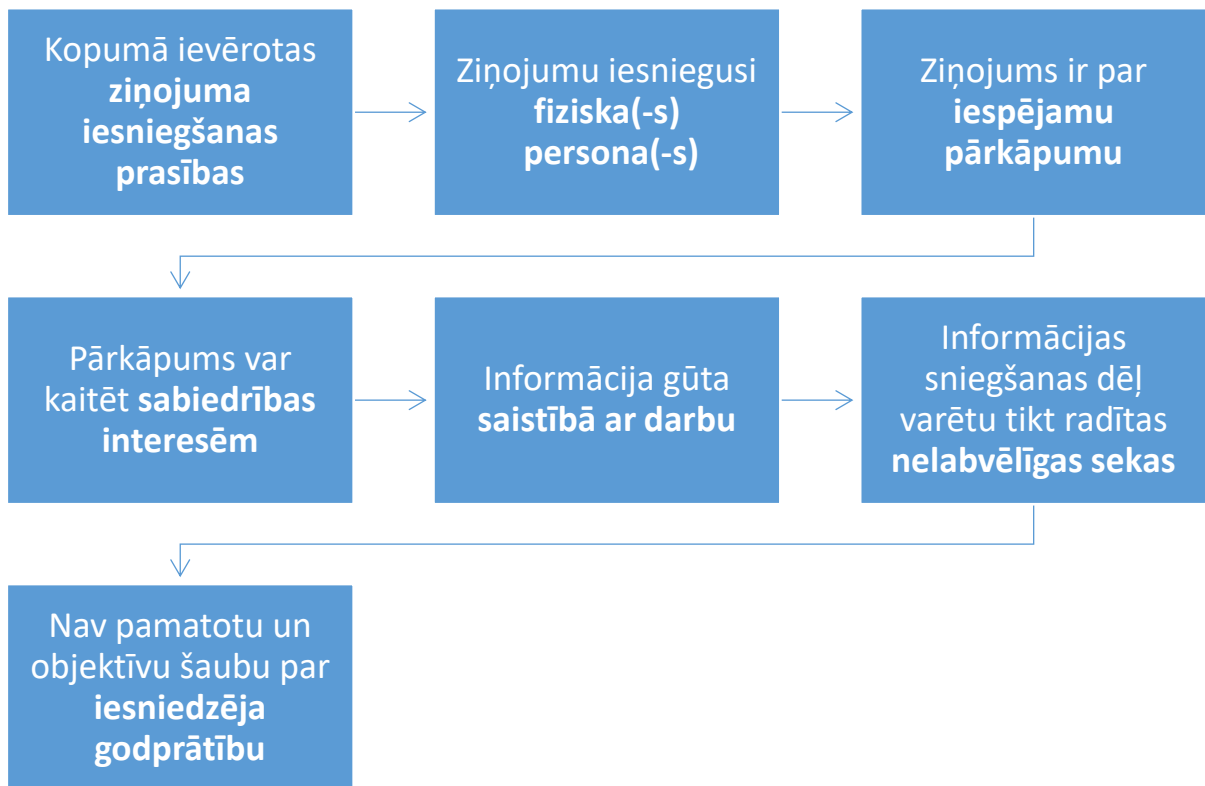 Kopumā ievērotas
ziņojuma
iesniegšanas
prasības
Ziņojumu iesniegusi
fiziska(-s)
persona(-s)
Ziņojums ir par
iespējamu
pārkāpumu
Pārkāpums var
kaitēt sabiedrības
interesēm
Informācija gūta
saistībā ar darbu
Informācijas
sniegšanas dēļ
varētu tikt radītas
nelabvēlīgas sekas
Nav pamatotu un
objektīvu šaubu par
iesniedzēja
godprātību